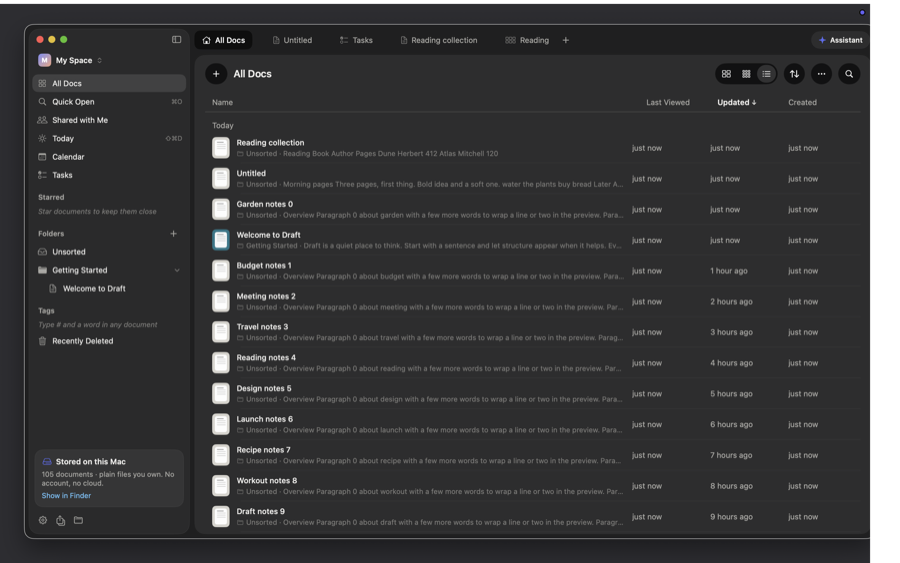 All Docs
Untitled
Tasks
Reading collection
Reading
Assistant
M My Space
All Docs
Quick Open ⌘O
Shared with Me
Today ⇧⌘D
Calendar
Tasks
Starred
Star documents to keep them close
Folders
Unsorted
Getting Started
Welcome to Draft
Tags
Type # and a word in any document
Recently Deleted
Stored on this Mac
105 documents · plain files you own. No
account, no cloud.
Show in Finder
All Docs
Name Last Viewed Updated ↓ Created
Today
Reading collection
Unsorted · Reading Book Author Pages Dune Herbert 412 Atlas Mitchell 120
just now just now just now
Untitled
Unsorted · Morning pages Three pages, first thing. Bold idea and a soft one. water the plants buy bread Later A...
just now just now just now
Garden notes 0
Unsorted · Overview Paragraph 0 about garden with a few more words to wrap a line or two in the preview. Para...
just now just now just now
Welcome to Draft
Getting Started · Draft is a quiet place to think. Start with a sentence and let structure appear when it helps. Ev...
just now just now just now
Budget notes 1
Unsorted · Overview Paragraph 0 about budget with a few more words to wrap a line or two in the preview. Para...
just now 1 hour ago just now
Meeting notes 2
Unsorted · Overview Paragraph 0 about meeting with a few more words to wrap a line or two in the preview. Par...
just now 2 hours ago just now
Travel notes 3
Unsorted · Overview Paragraph 0 about travel with a few more words to wrap a line or two in the preview. Parag...
just now 3 hours ago just now
Reading notes 4
Unsorted · Overview Paragraph 0 about reading with a few more words to wrap a line or two in the preview. Par...
just now 4 hours ago just now
Design notes 5
Unsorted · Overview Paragraph 0 about design with a few more words to wrap a line or two in the preview. Para...
just now 5 hours ago just now
Launch notes 6
Unsorted · Overview Paragraph 0 about launch with a few more words to wrap a line or two in the preview. Para...
just now 6 hours ago just now
Recipe notes 7
Unsorted · Overview Paragraph 0 about recipe with a few more words to wrap a line or two in the preview. Para...
just now 7 hours ago just now
Workout notes 8
Unsorted · Overview Paragraph 0 about workout with a few more words to wrap a line or two in the preview. Par...
just now 8 hours ago just now
Draft notes 9
Unsorted · Overview Paragraph 0 about draft with a few more words to wrap a line or two in the preview. Paragr...
just now 9 hours ago just now